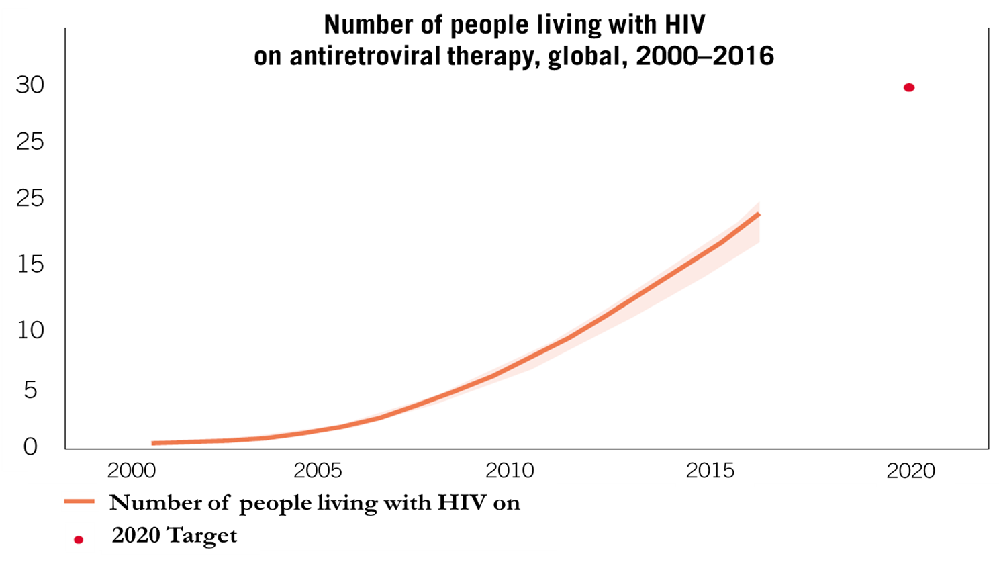 Number of people living with HIV
on antiretroviral therapy, global, 2000–2016
30
25
25
15
10
5
0
2000 2005 2010 2015 2020
Number of people living with HIV on
2020 Target